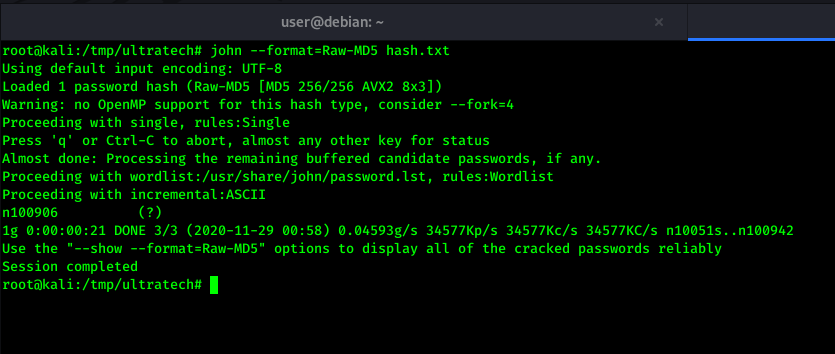 user@debian: ~ ×
root@kali:/tmp/ultratech# john --format=Raw-MD5 hash.txt
Using default input encoding: UTF-8
Loaded 1 password hash (Raw-MD5 [MD5 256/256 AVX2 8x3])
Warning: no OpenMP support for this hash type, consider --fork=4
Proceeding with single, rules:Single
Press 'q' or Ctrl-C to abort, almost any other key for status
Almost done: Processing the remaining buffered candidate passwords, if any.
Proceeding with wordlist:/usr/share/john/password.lst, rules:Wordlist
Proceeding with incremental:ASCII
n100906          (?)
1g 0:00:00:21 DONE 3/3 (2020-11-29 00:58) 0.04593g/s 34577Kp/s 34577Kc/s 34577KC/s n10051s..n100942
Use the "--show --format=Raw-MD5" options to display all of the cracked passwords reliably
Session completed
root@kali:/tmp/ultratech#